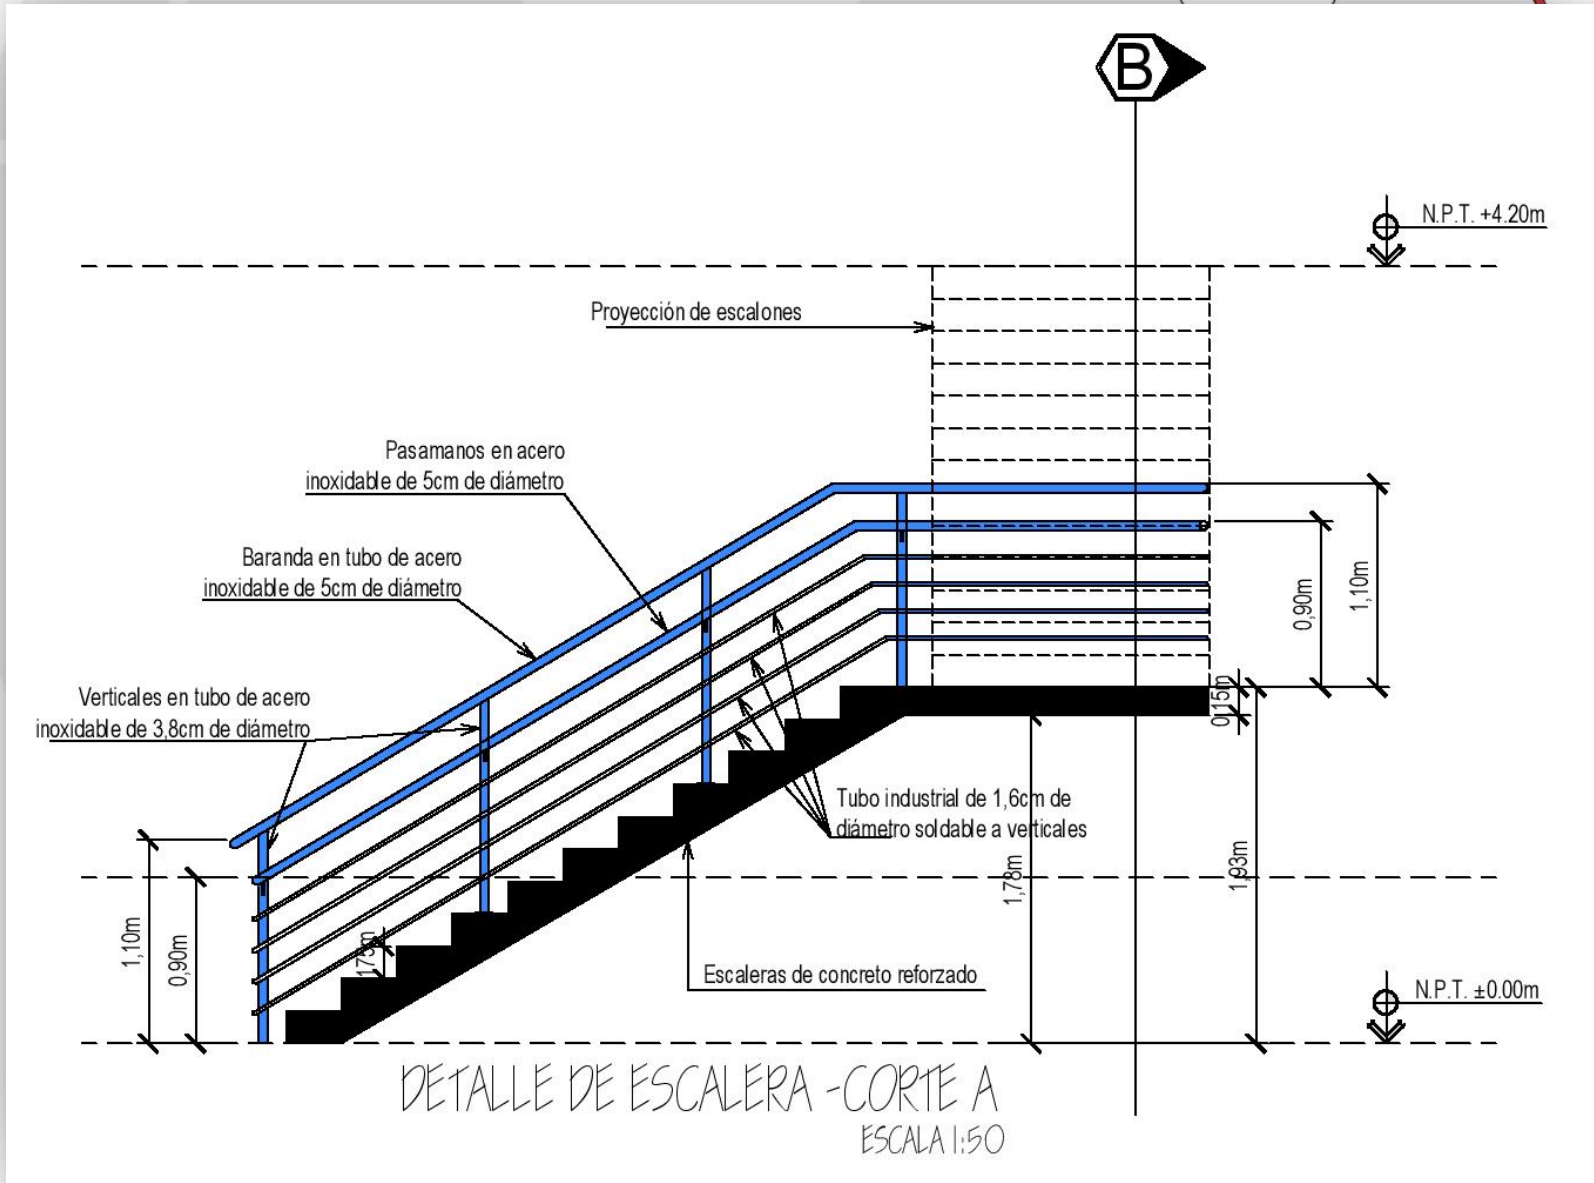 B
N.P.T. +4.20m
Proyección de escalones
Pasamanos en acero
inoxidable de 5cm de diámetro
Baranda en tubo de acero
inoxidable de 5cm de diámetro
1,10m
0,90m
Verticales en tubo de acero
inoxidable de 3,8cm de diámetro
0,15m
Tubo industrial de 1,6cm de
diámetro soldable a verticales
1,78m
1,93m
1,10m
0,90m
Escaleras de concreto reforzado
N.P.T. ±0.00m
DETALLE DE ESCALERA -CORTE A
ESCALA 1:50